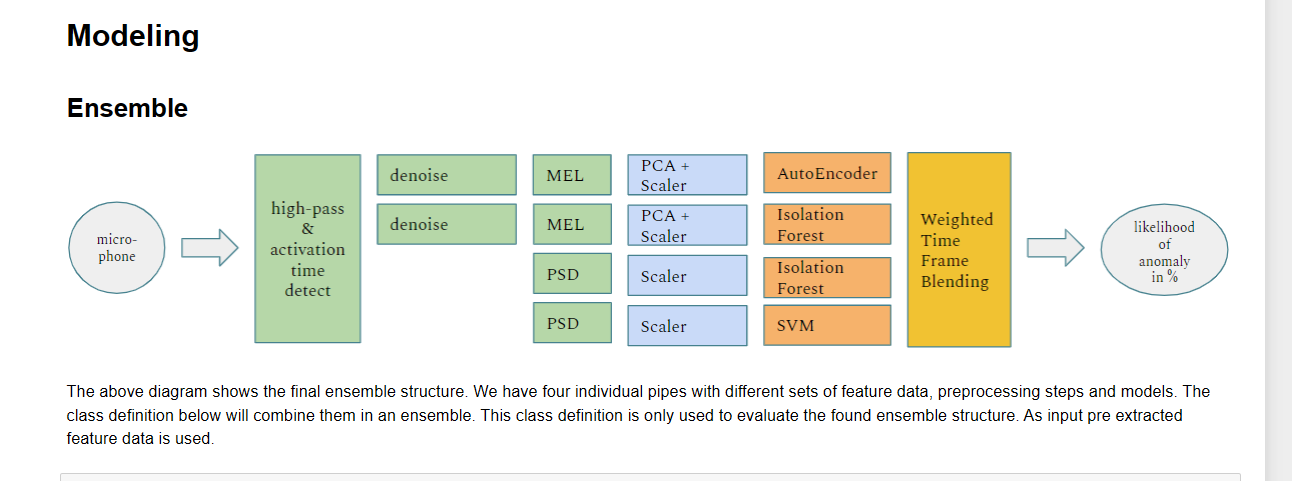 Modeling
Ensemble
micro-
phone
high-pass
&
activation
time
detect
denoise
denoise
MEL
MEL
PSD
PSD
PCA +
Scaler
PCA +
Scaler
Scaler
Scaler
AutoEncoder
Isolation
Forest
Isolation
Forest
SVM
Weighted
Time
Frame
Blending
likelihood
of
anomaly
in %
The above diagram shows the final ensemble structure. We have four individual pipes with different sets of feature data, preprocessing steps and models. The
class definition below will combine them in an ensemble. This class definition is only used to evaluate the found ensemble structure. As input pre extracted
feature data is used.